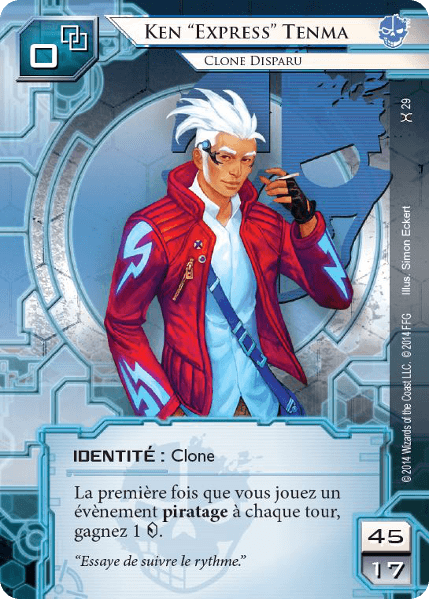 0
KEN “EXPRESS” TENMA
CLONE DISPARU
29
Illus. Simon Eckert
© 2014 Wizards of the Coast LLC. © 2014 FFG
IDENTITÉ : Clone
La première fois que vous jouez un
évènement piratage à chaque tour,
gagnez 1 .
“Essaye de suivre le rythme.”
45
17